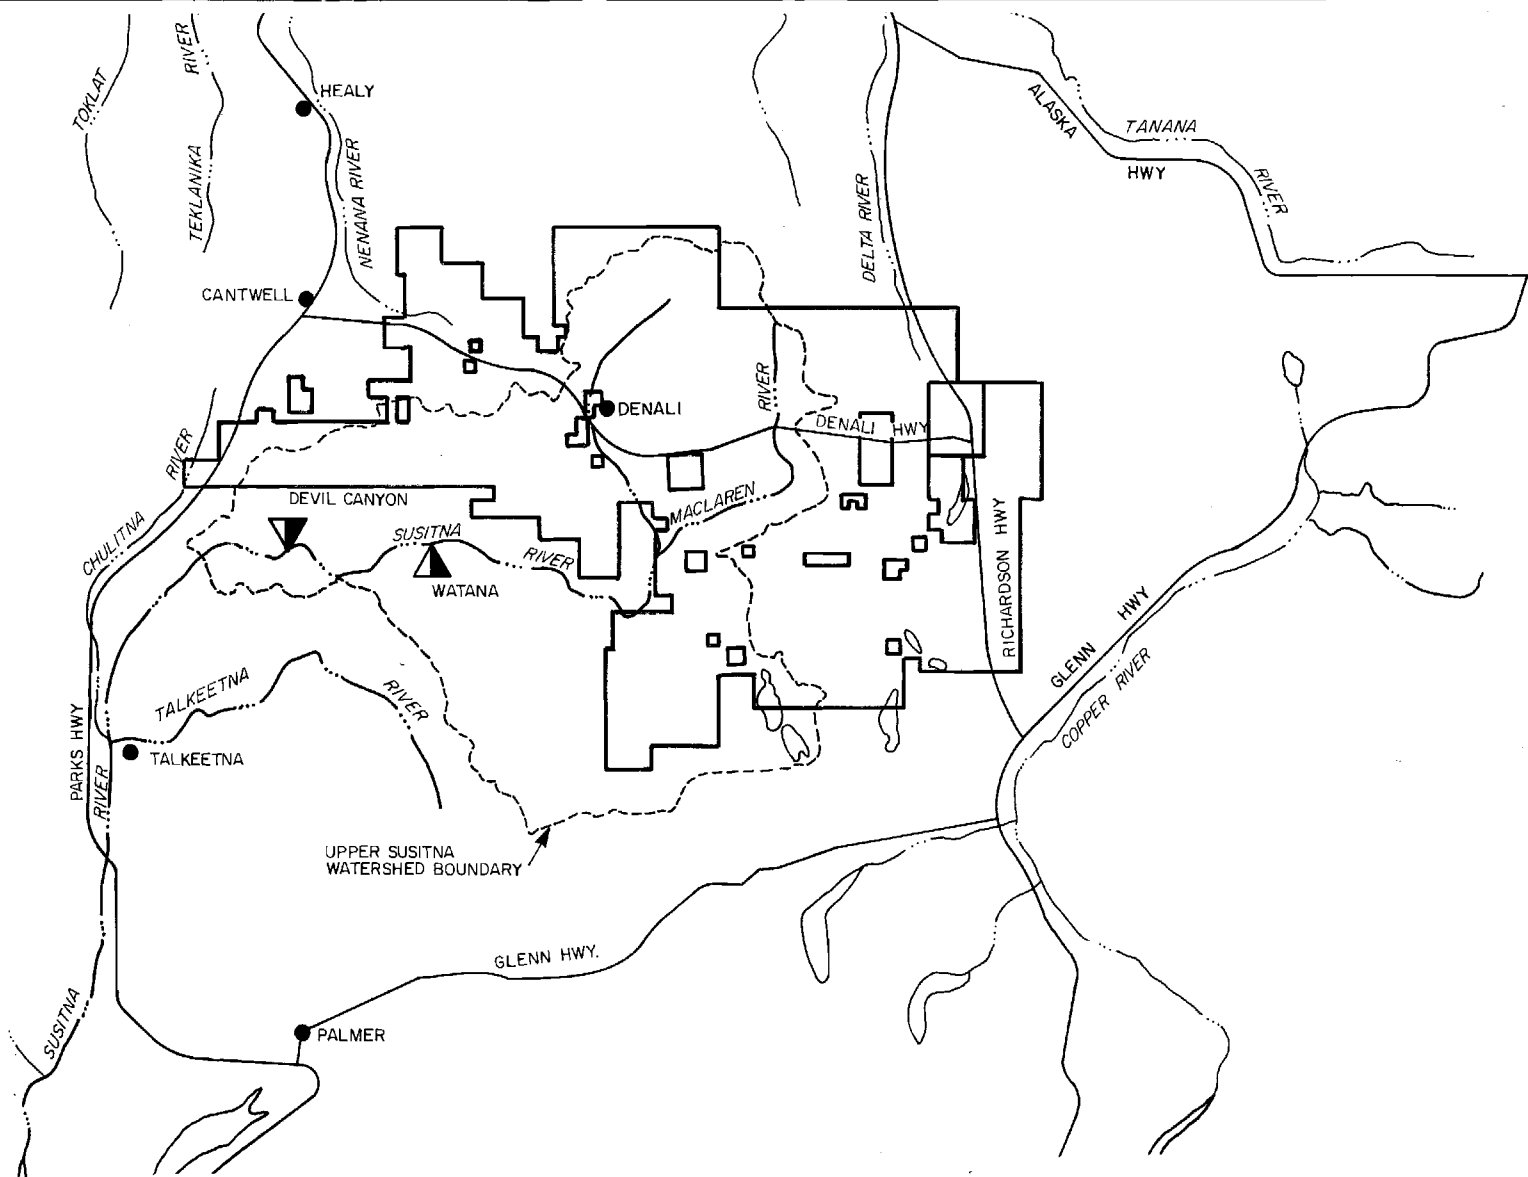 RIVER
TOKLAT
TEKLANIKA
HEALY
NENANA RIVER
ALASKA
HWY
TANANA
RIVER
DELTA RIVER
CANTWELL
RIVER
DENALI
DENALI HWY
RIVER
CHULITNA
DEVIL CANYON
MACLAREN
SUSITNA
RIVER
WATANA
RICHARDSON HWY
GLENN HWY
COPPER RIVER
TALKEETNA
RIVER
PARKS HWY
TALKEETNA
RIVER
UPPER SUSITNA
WATERSHED BOUNDARY
GLENN HWY.
SUSITNA
PALMER